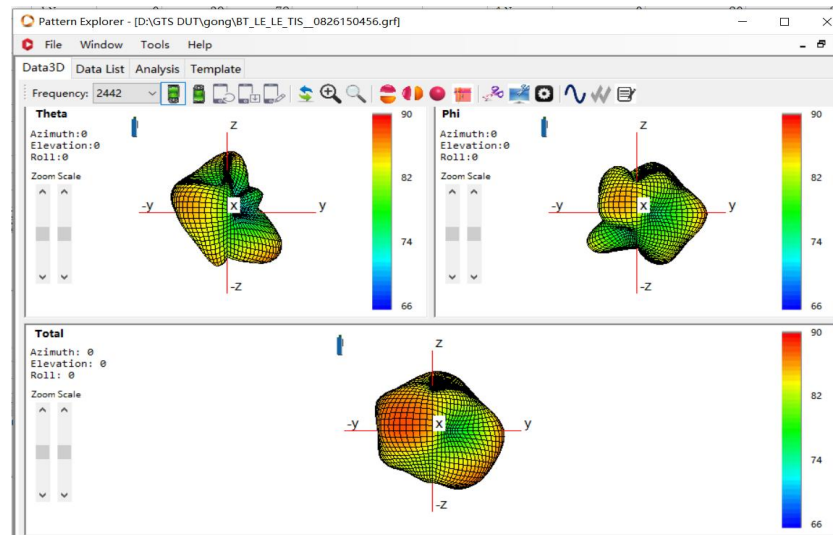 Pattern Explorer - [D:\GTS DUT\gong\BT_LE_LE_TIS__0826150456.grf]
File Window Tools Help
Data3D Data List Analysis Template
Frequency: 2442
Theta
Azimuth:0
Elevation:0
Roll:0
Zoom Scale
z
-y
x
y
-z
90
82
74
66
Phi
Azimuth:0
Elevation:0
Roll:0
Zoom Scale
z
-y
x
y
-z
90
82
74
66
Total
Azimuth: 0
Elevation: 0
Roll: 0
Zoom Scale
z
-y
x
y
-z
90
82
74
66